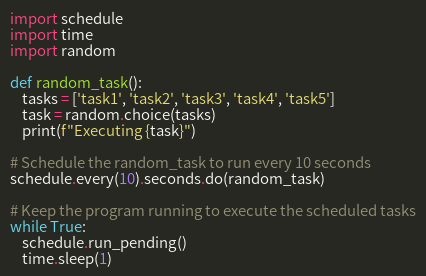 import schedule
import time
import random

def random_task():
    tasks = ['task1', 'task2', 'task3', 'task4', 'task5']
    task = random.choice(tasks)
    print(f"Executing {task}")

# Schedule the random_task to run every 10 seconds
schedule.every(10).seconds.do(random_task)

# Keep the program running to execute the scheduled tasks
while True:
    schedule.run_pending()
    time.sleep(1)